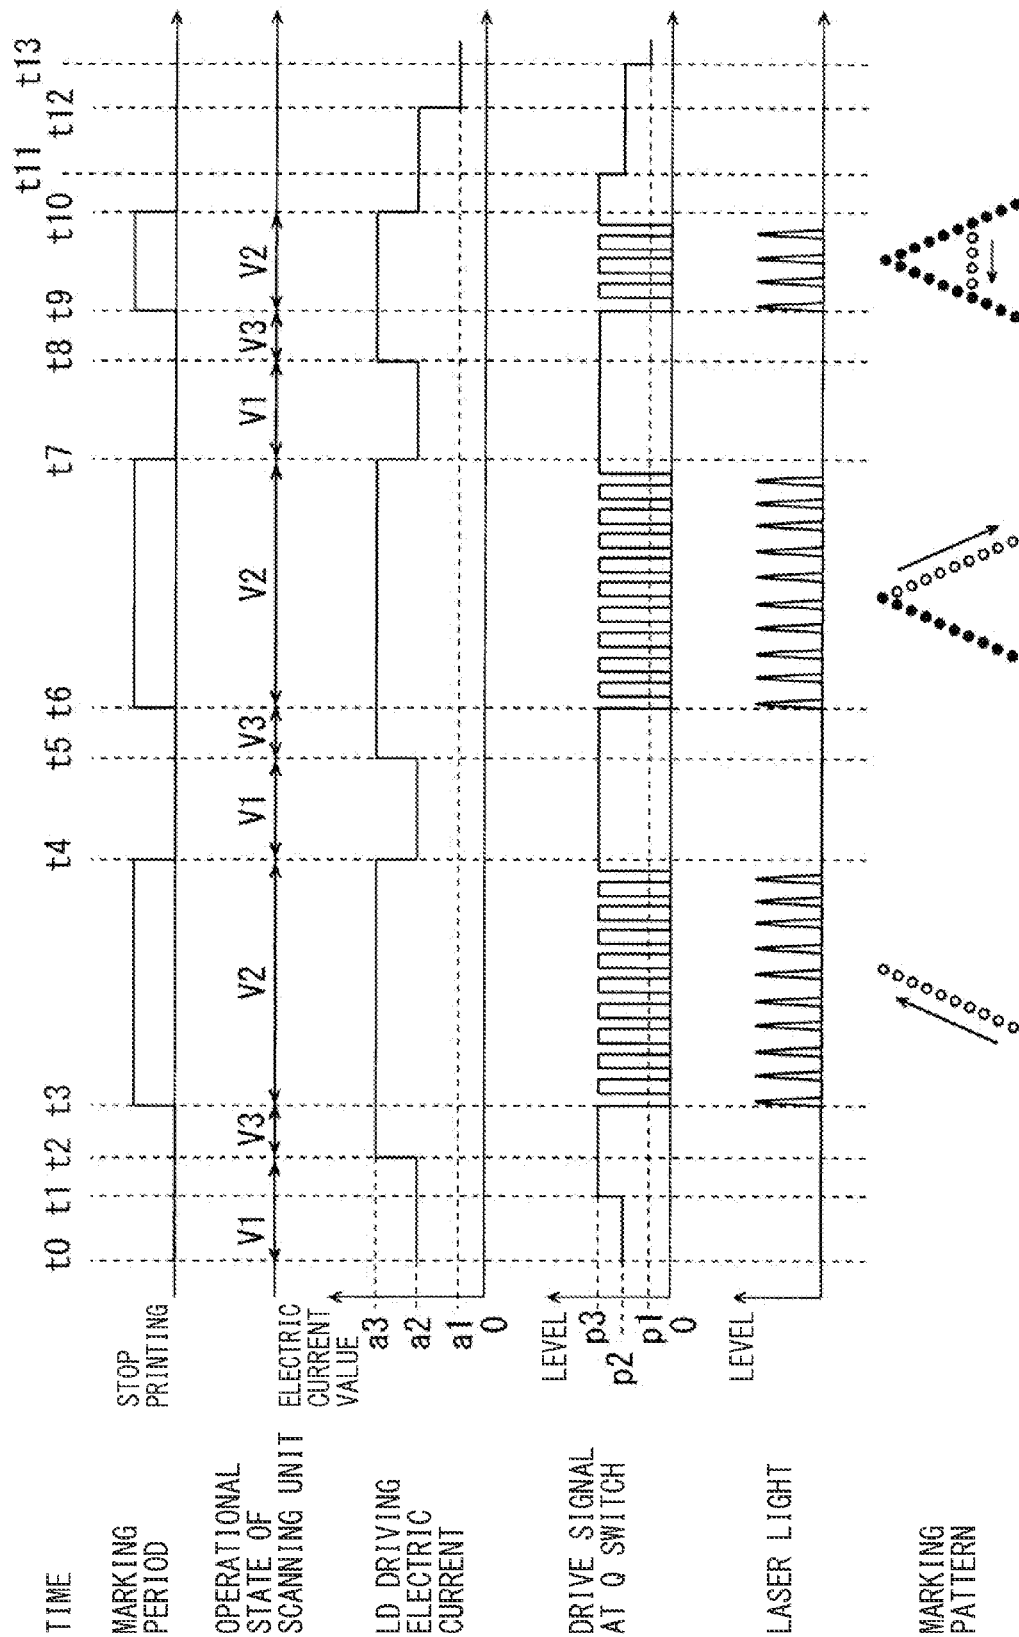 TIME
t0
t1
t2
t3
t4
t5
t6
t7
t8
t9
t10
t11
t12
t13
MARKING
PERIOD
STOP
PRINTING
OPERATIONAL
STATE OF
SCANNING UNIT
V1
V3
V2
V1
V3
V2
V1
V3
V2
LD DRIVING
ELECTRIC
CURRENT
ELECTRIC
CURRENT
VALUE
a3
a2
a1
0
DRIVE SIGNAL
AT Q SWITCH
LEVEL
p3
p2
p1
0
LASER LIGHT
LEVEL
MARKING
PATTERN